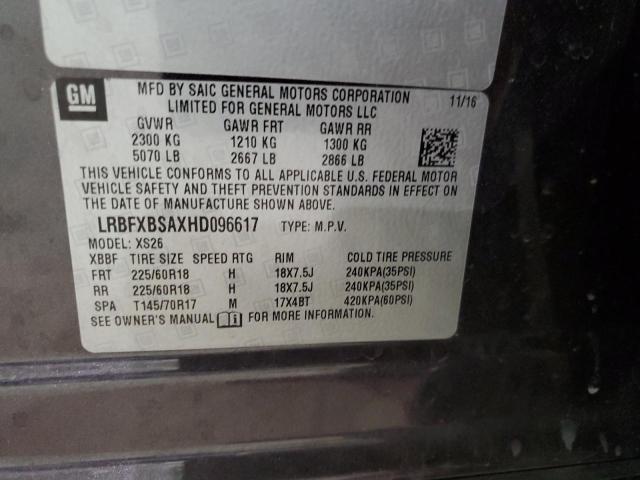 GM
MFD BY SAIC GENERAL MOTORS CORPORATION
LIMITED FOR GENERAL MOTORS LLC
11/16
GVWR GAWR FRT GAWR RR
2300 KG 1210 KG 1300 KG
5070 LB 2667 LB 2866 LB
THIS VEHICLE CONFORMS TO ALL APPLICABLE U.S. FEDERAL MOTOR
VEHICLE SAFETY AND THEFT PREVENTION STANDARDS IN EFFECT ON
THE DATE OF MANUFACTURE SHOWN ABOVE.
LRBFXBSAXHD096617 TYPE: M.P.V.
MODEL: XS26
XBBF TIRE SIZE SPEED RTG RIM COLD TIRE PRESSURE
FRT 225/60R18 H 18X7.5J 240KPA(35PSI)
RR 225/60R18 H 18X7.5J 240KPA(35PSI)
SPA T145/70R17 M 17X4BT 420KPA(60PSI)
SEE OWNER'S MANUAL FOR MORE INFORMATION.